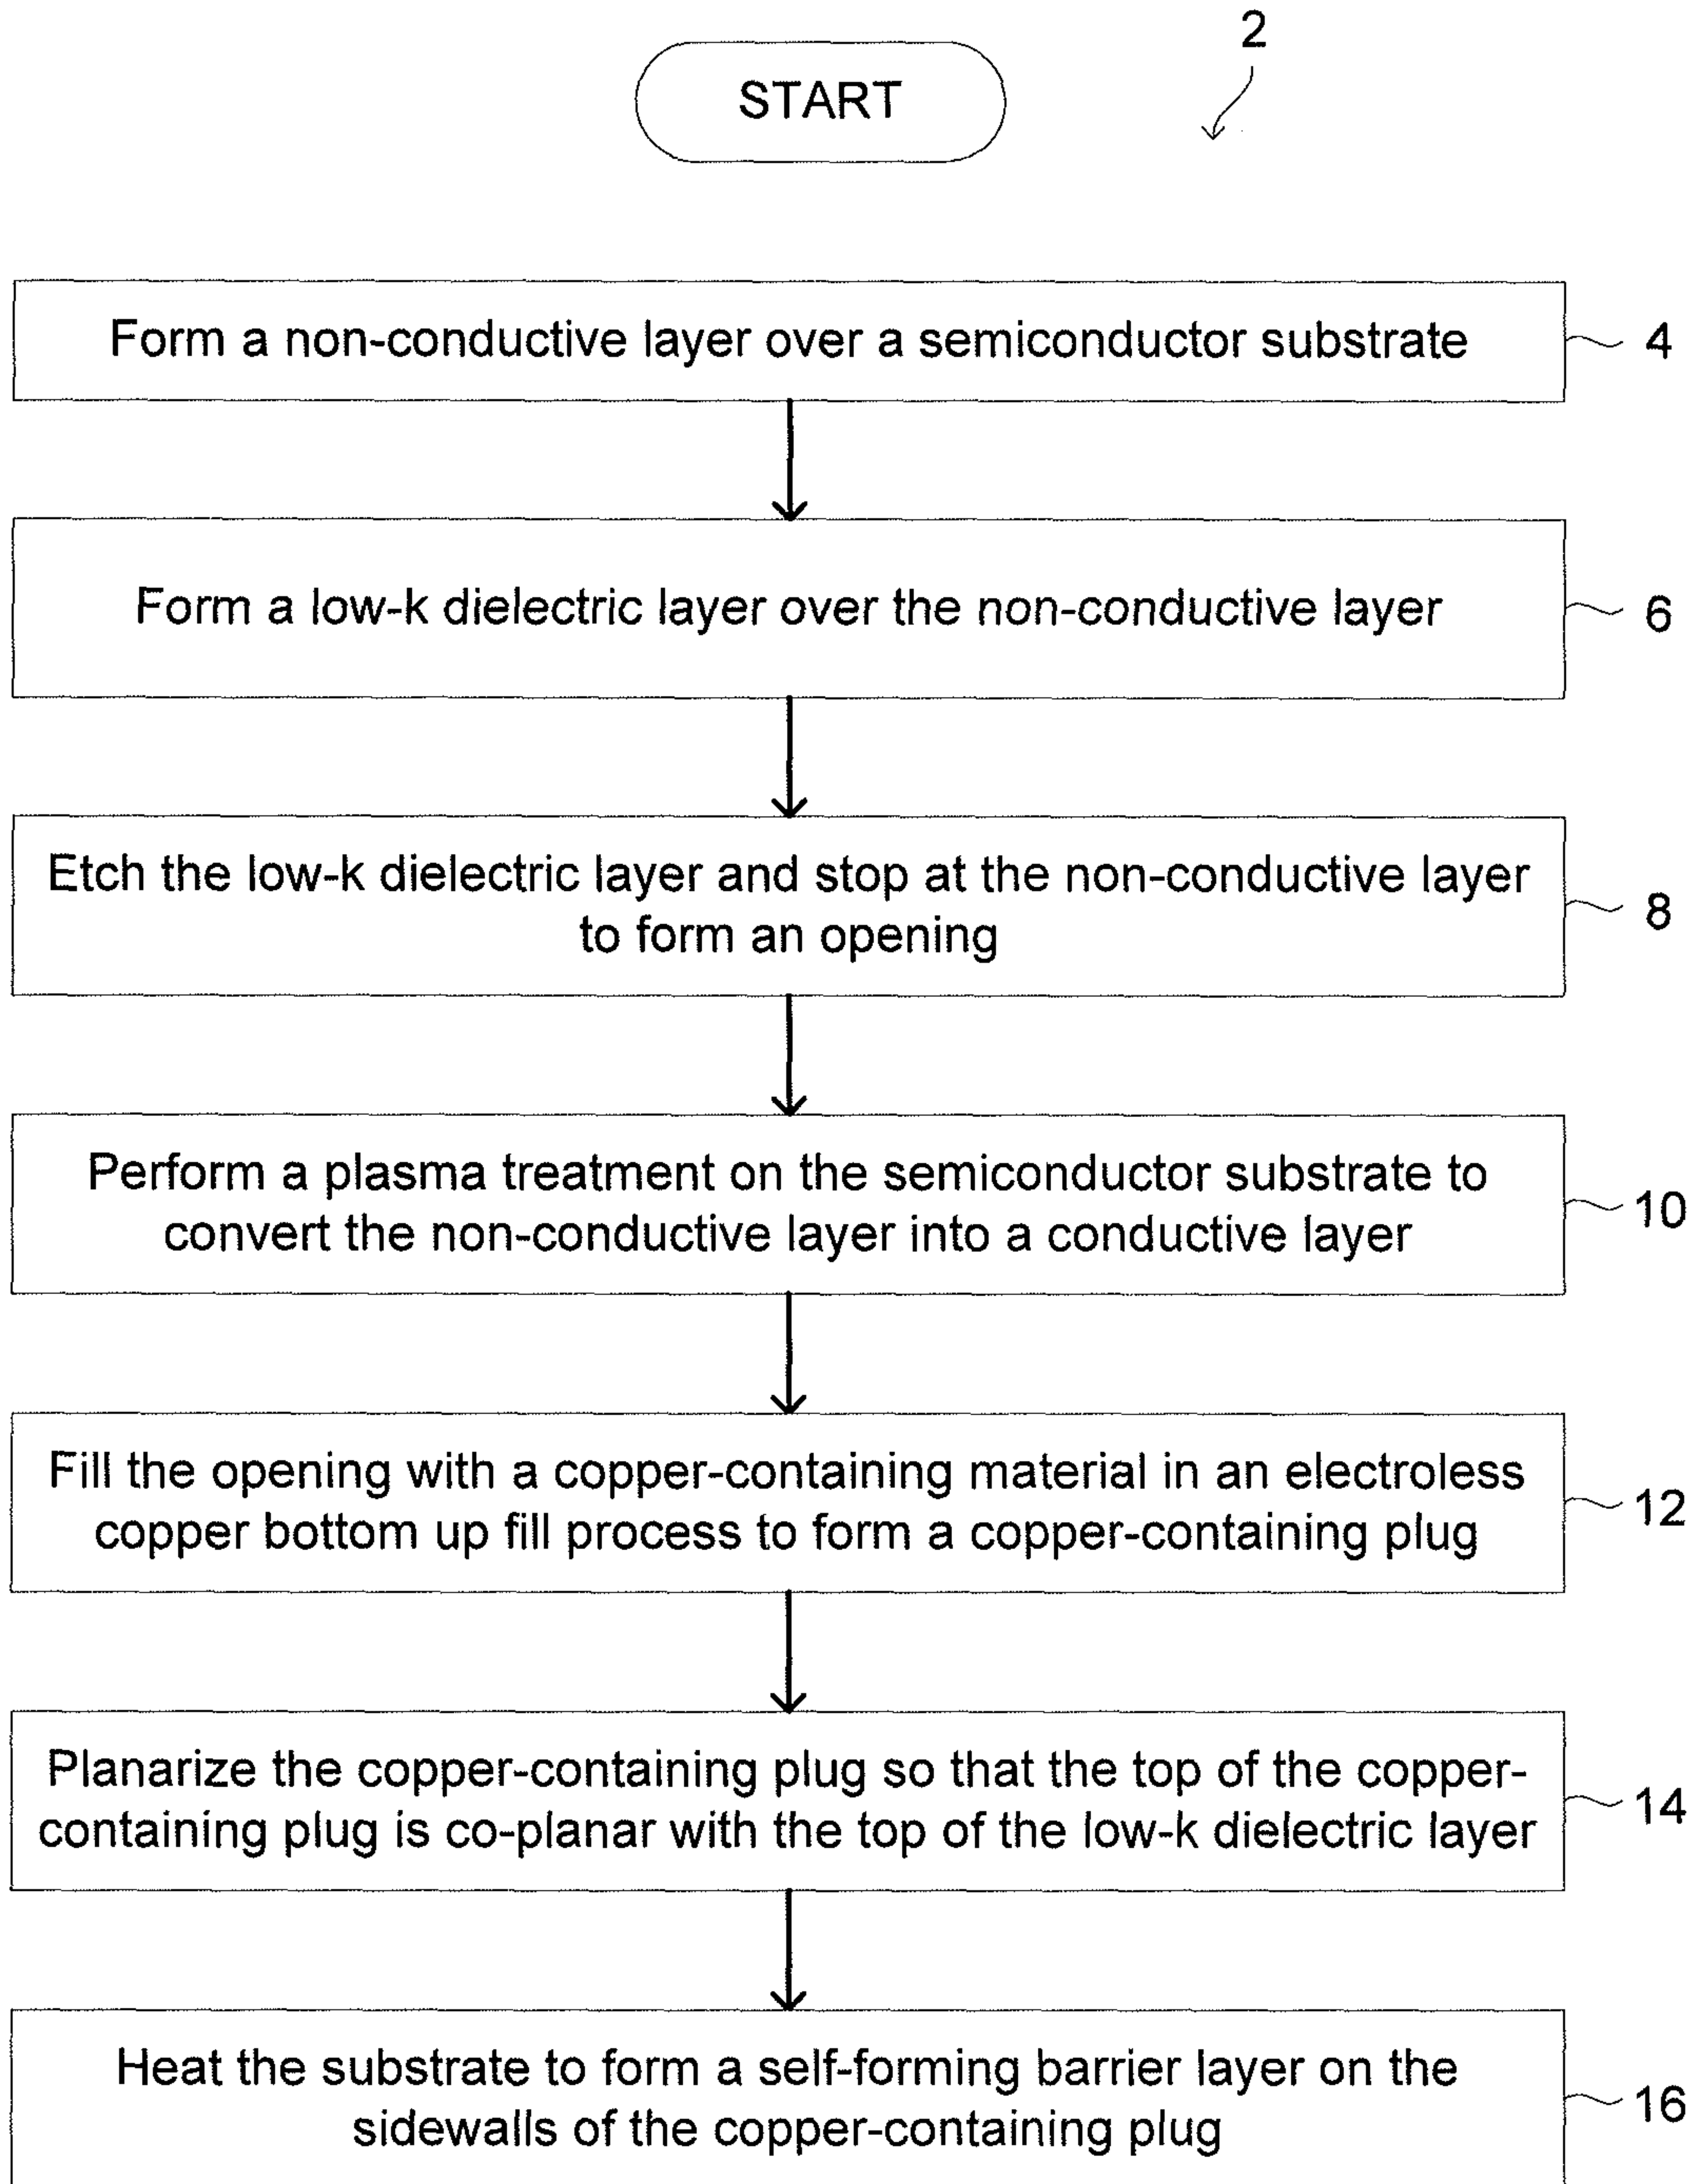 2
START
Form a non-conductive layer over a semiconductor substrate
4
Form a low-k dielectric layer over the non-conductive layer
6
Etch the low-k dielectric layer and stop at the non-conductive layer
to form an opening
8
Perform a plasma treatment on the semiconductor substrate to
convert the non-conductive layer into a conductive layer
10
Fill the opening with a copper-containing material in an electroless
copper bottom up fill process to form a copper-containing plug
12
Planarize the copper-containing plug so that the top of the copper-
containing plug is co-planar with the top of the low-k dielectric layer
14
Heat the substrate to form a self-forming barrier layer on the
sidewalls of the copper-containing plug
16